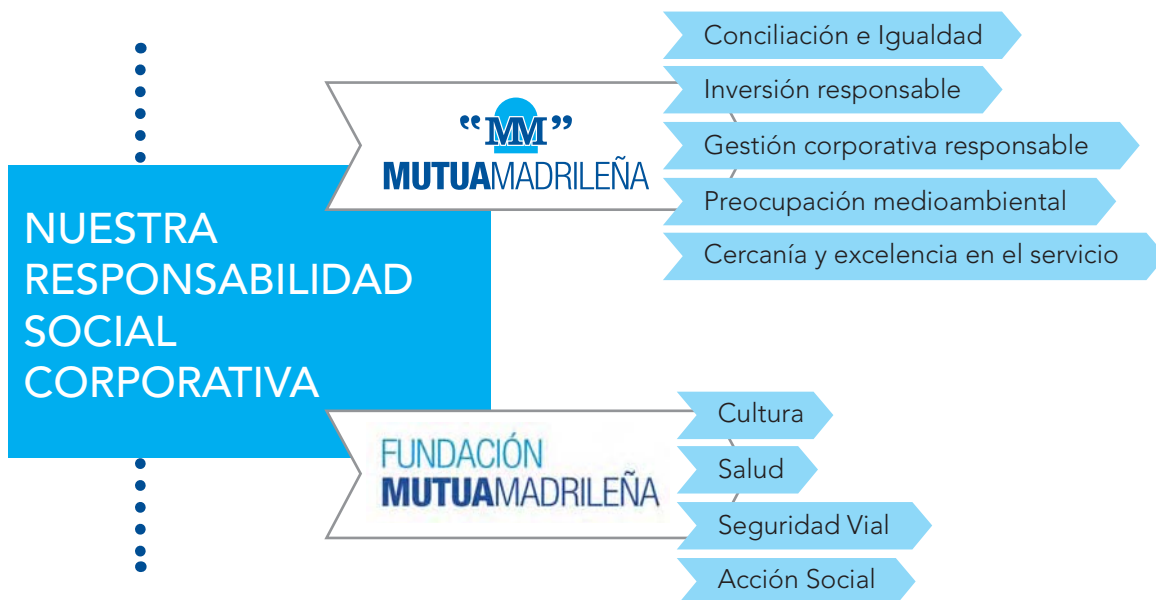 NUESTRA
RESPONSABILIDAD
SOCIAL
CORPORATIVA
“MM”
MUTUAMADRILEÑA
Conciliación e Igualdad
Inversión responsable
Gestión corporativa responsable
Preocupación medioambiental
Cercanía y excelencia en el servicio
FUNDACIÓN
MUTUAMADRILEÑA
Cultura
Salud
Seguridad Vial
Acción Social